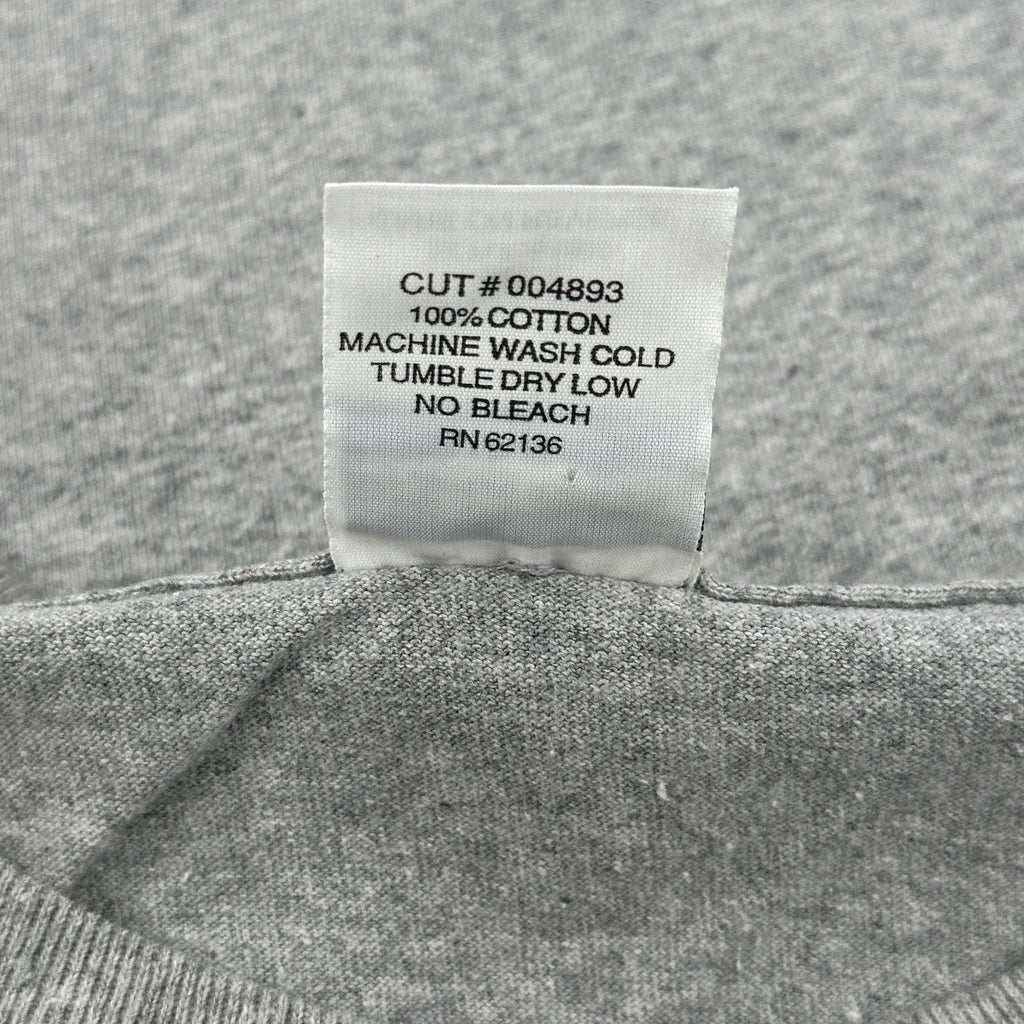 CUT # 004893
100% COTTON
MACHINE WASH COLD
TUMBLE DRY LOW
NO BLEACH
RN 62136